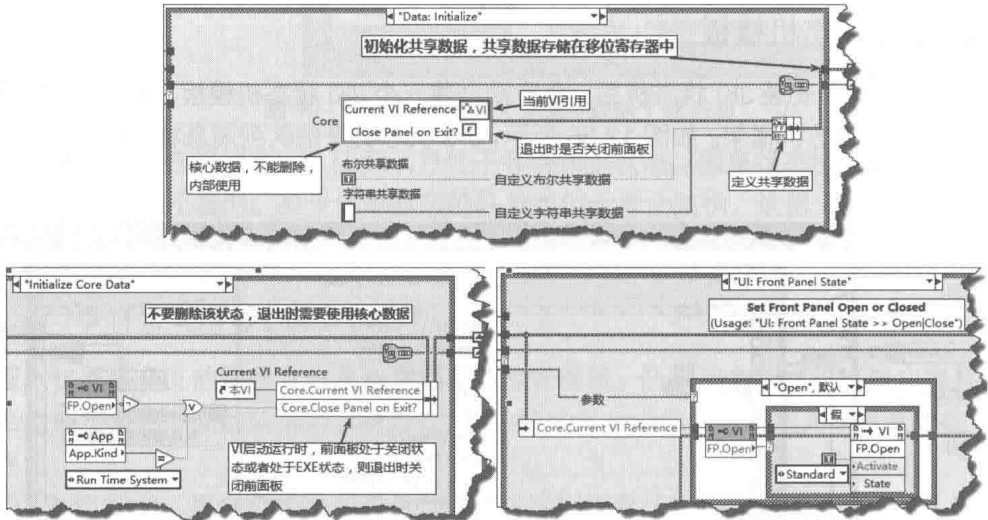 "Data: Initialize"
初始化共享数据，共享数据存储在移位寄存器中
Core
Current VI Reference
VI
当前VI引用
Close Panel on Exit?
F
退出时是否关闭前面板
核心数据，不能删除，
内部使用
布尔共享数据
自定义布尔共享数据
字符串共享数据
自定义字符串共享数据
定义共享数据
"Initialize Core Data"
不要删除该状态，退出时需要使用核心数据
VI
FP.Open
App
App.Kind
Run Time System
Current VI Reference
本VI
Core.Current VI Reference
Core.Close Panel on Exit?
VI启动运行时，前面板处于关闭状
态或者处于EXE状态，则退出时关
闭前面板
"UI: Front Panel State"
Set Front Panel Open or Closed
(Usage: "UI: Front Panel State >> Open|Close")
参数
Core.Current VI Reference
"Open", 默认
假
VI
FP.Open
VI
FP.Open
Activate
Standard
State